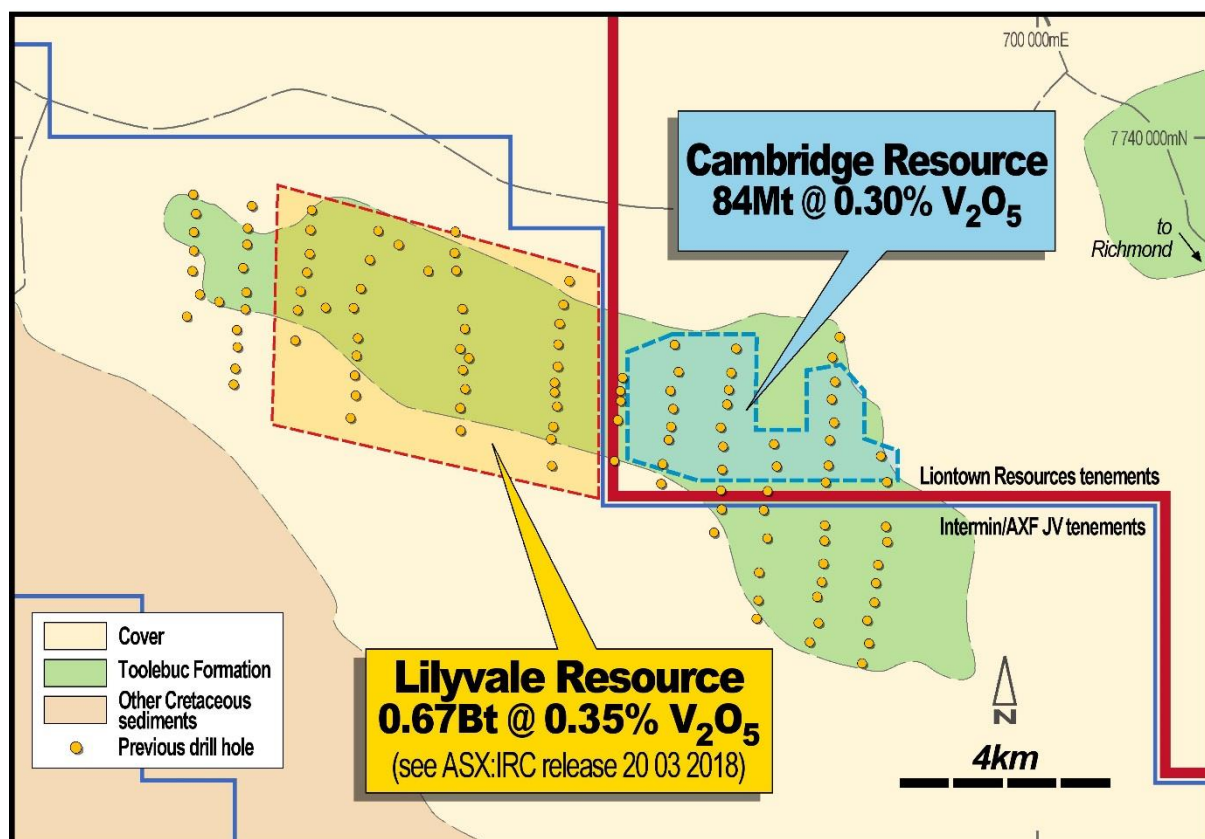 700 000mE
7 740 000mN
Cambridge Resource
84Mt @ 0.30% V₂O₅
to
Richmond
Liontown Resources tenements
Intermin/AXF JV tenements
Cover
Toolebuc Formation
Other Cretaceous
sediments
Previous drill hole
Lilyvale Resource
0.67Bt @ 0.35% V₂O₅
(see ASX:IRC release 20 03 2018)
N
4km